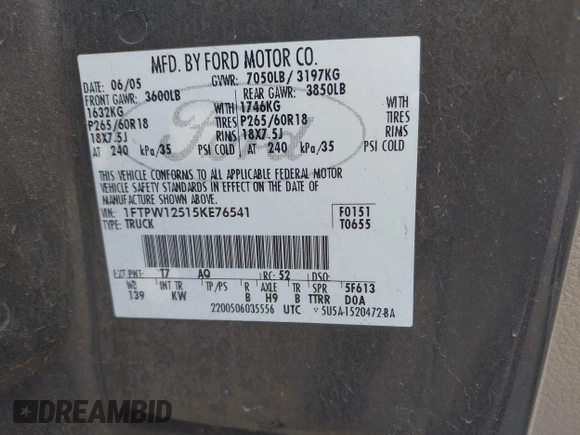 MFD. BY FORD MOTOR CO.
DATE: 06/05 GVWR: 7050LB/ 3197KG
FRONT GAWR: 3600LB REAR GAWR: 3850LB
1632KG WITH 1746KG WITH
P265/60R18 TIRES P265/60R18 TIRES
18X7.5J RIMS 18X7.5J RIMS
AT 240 kPa/35 PSI COLD AT 240 kPa/35 PSI COLD
Ford
THIS VEHICLE CONFORMS TO ALL APPLICABLE FEDERAL MOTOR
VEHICLE SAFETY STANDARDS IN EFFECT ON THE DATE OF
MANUFACTURE SHOWN ABOVE.
VIN: 1FTPW12515KE76541 F0151
TYPE: TRUCK T0655
EXT PNT: T7 AQ RC: 52 DSO:
WB INT TR TP/PS R AXLE TR SPR 5F613
139 KW B H9 B TTRR DOA
2200506035556 UTC ▽ 5U5A-1520472-BA
DREAMBID